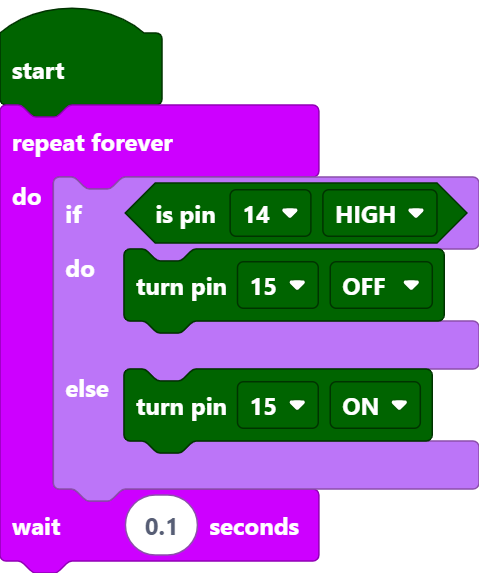 start
repeat forever
do
if is pin 14 HIGH
do
turn pin 15 OFF
else
turn pin 15 ON
wait 0.1 seconds